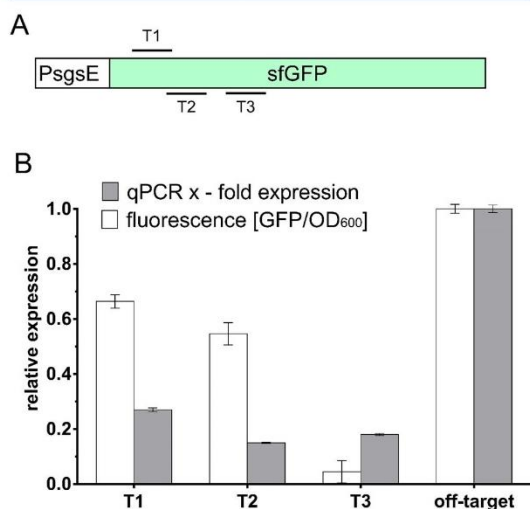 A
T1
PsgsE
sfGFP
T2
T3
B
qPCR x - fold expression
fluorescence [GFP/OD₆₀₀]
relative expression
1.0
0.8
0.6
0.4
0.2
0.0
T1
T2
T3
off-target